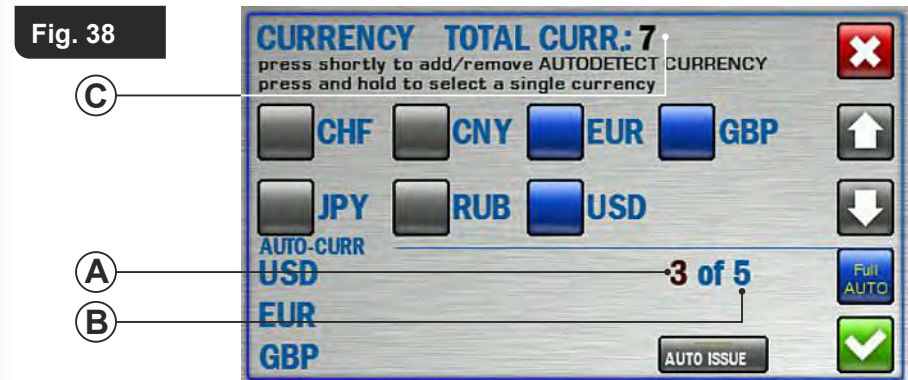 Fig. 38
CURRENCY TOTAL CURR.: 7
press shortly to add/remove AUTODETECT CURRENCY
press and hold to select a single currency
C
CHF CNY EUR GBP
JPY RUB USD
AUTO-CURR
A
USD 3 of 5
Full
AUTO
B
EUR
GBP
AUTO ISSUE